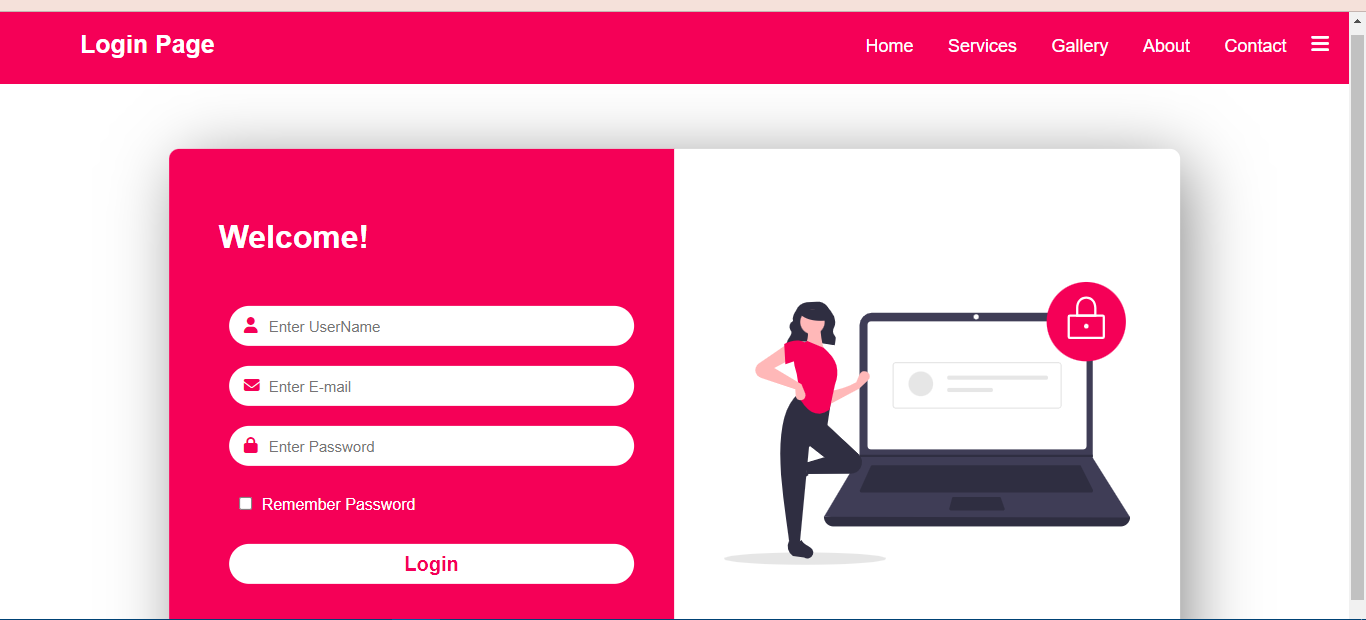 Login Page
Home Services Gallery About Contact
Welcome!
Enter UserName
Enter E-mail
Enter Password
Remember Password
Login